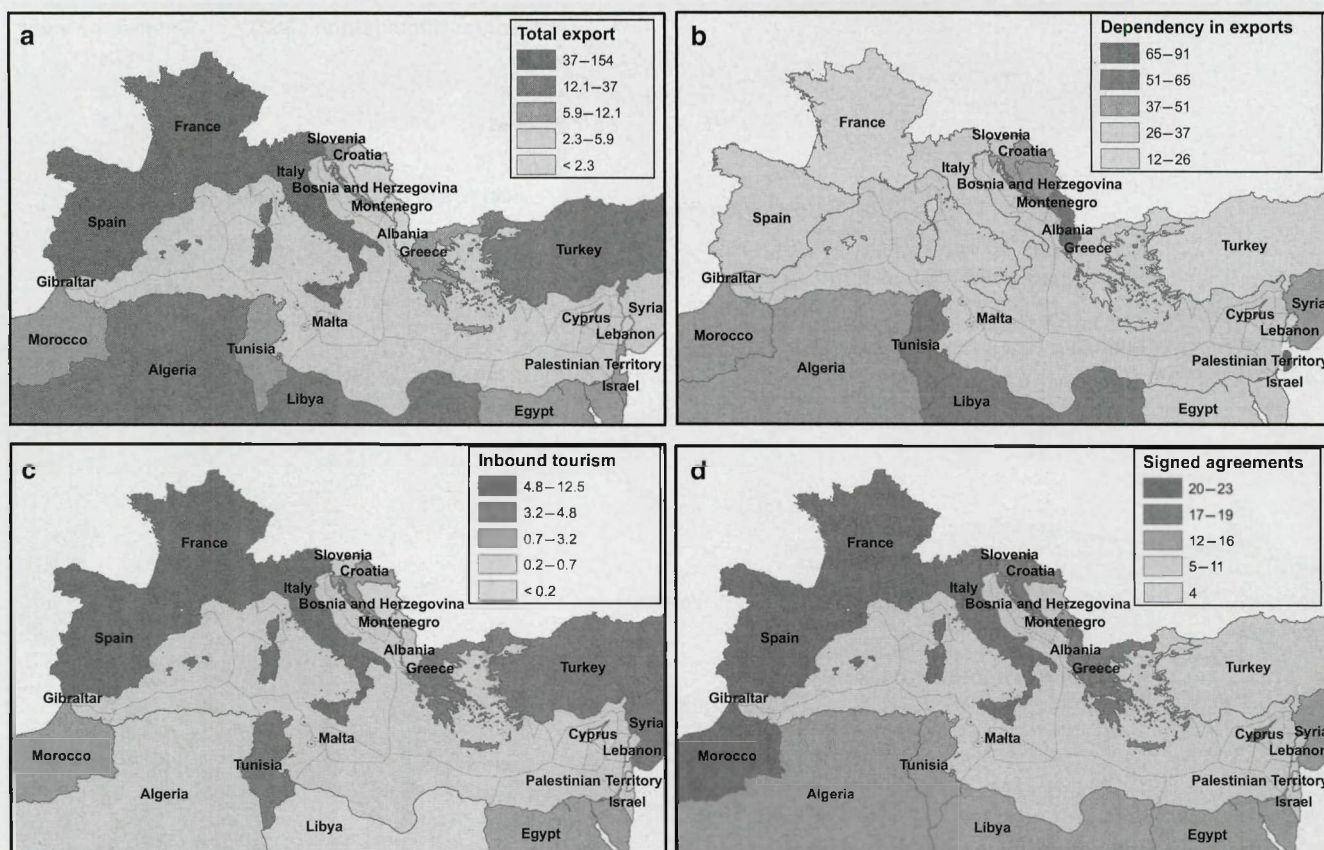 a
Total export
37–154
12.1–37
5.9–12.1
2.3–5.9
< 2.3
France
Slovenia
Croatia
Italy
Bosnia and Herzegovina
Montenegro
Spain
Albania
Greece
Turkey
Gibraltar
Syria
Cyprus
Malta
Lebanon
Morocco
Tunisia
Algeria
Palestinian Territory
Israel
Libya
Egypt
b
Dependency in exports
65–91
51–65
37–51
26–37
12–26
France
Slovenia
Croatia
Italy
Bosnia and Herzegovina
Montenegro
Spain
Albania
Greece
Turkey
Gibraltar
Syria
Cyprus
Malta
Lebanon
Morocco
Tunisia
Algeria
Palestinian Territory
Israel
Libya
Egypt
c
Inbound tourism
4.8–12.5
3.2–4.8
0.7–3.2
0.2–0.7
< 0.2
France
Slovenia
Croatia
Italy
Bosnia and Herzegovina
Montenegro
Spain
Albania
Greece
Turkey
Gibraltar
Syria
Cyprus
Malta
Lebanon
Morocco
Tunisia
Palestinian Territory
Algeria
Israel
Libya
Egypt
d
Signed agreements
20–23
17–19
12–16
5–11
4
France
Slovenia
Croatia
Italy
Bosnia and Herzegovina
Montenegro
Spain
Albania
Greece
Turkey
Gibraltar
Syria
Cyprus
Malta
Lebanon
Morocco
Tunisia
Palestinian Territory
Algeria
Israel
Libya
Egypt